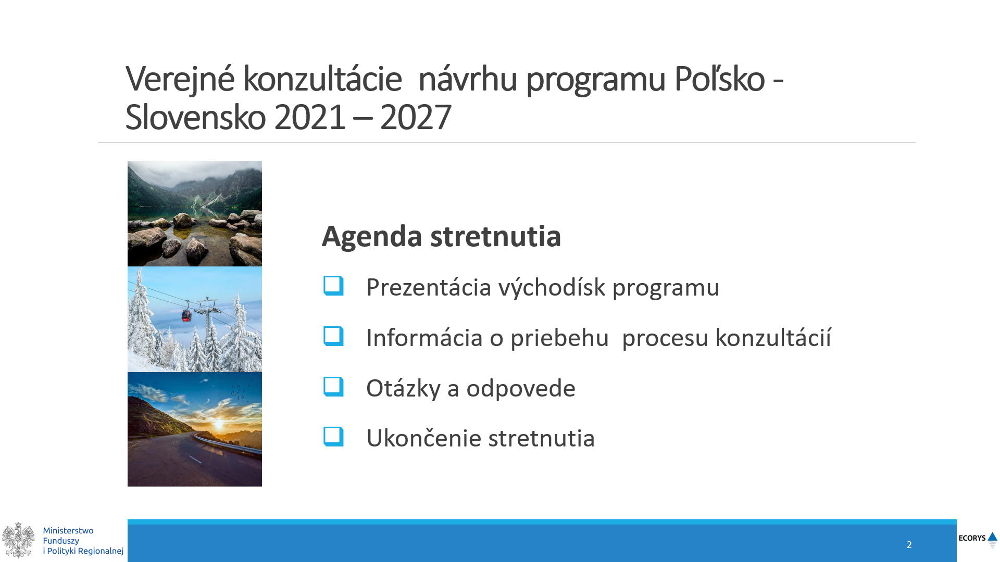 Verejné konzultácie  návrhu programu Poľsko -
Slovensko 2021 – 2027
Agenda stretnutia
Prezentácia východísk programu
Informácia o priebehu  procesu konzultácií
Otázky a odpovede
Ukončenie stretnutia
Ministerstwo
Funduszy
i Polityki Regionalnej
2
ECORYS